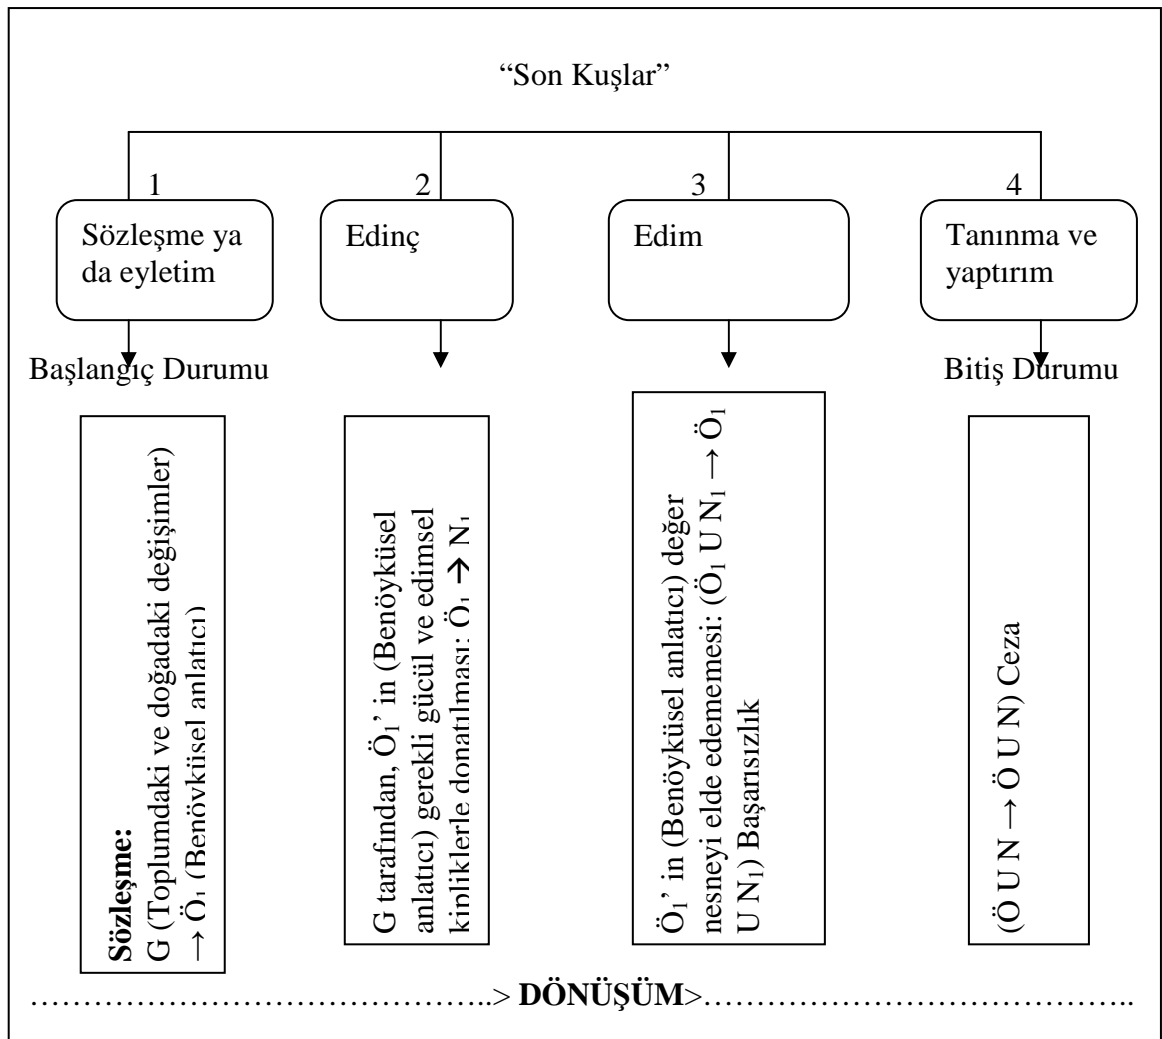 “Son Kuşlar”
1
2
3
4
Sözleşme ya
da eyletim
Edinç
Edim
Tanınma ve
yaptırım
Başlangıç Durumu
Bitiş Durumu
Sözleşme:
G (Toplumdaki ve doğadaki değişimler)
→ Ö₁ (Benöyküsel anlatıcı)
G tarafından, Ö₁’ in (Benöyküsel
anlatıcı) gerekli gücül ve edimsel
kipliklerle donatılması: Ö₁ → N₁
Ö₁’ in (Benöyküsel anlatıcı) değer
nesneyi elde edememesi: (Ö₁ U N₁ → Ö₁
U N₁) Başarısızlık
(Ö U N → Ö U N) Ceza
……………………………………..> DÖNÜŞÜM>…………………………………..